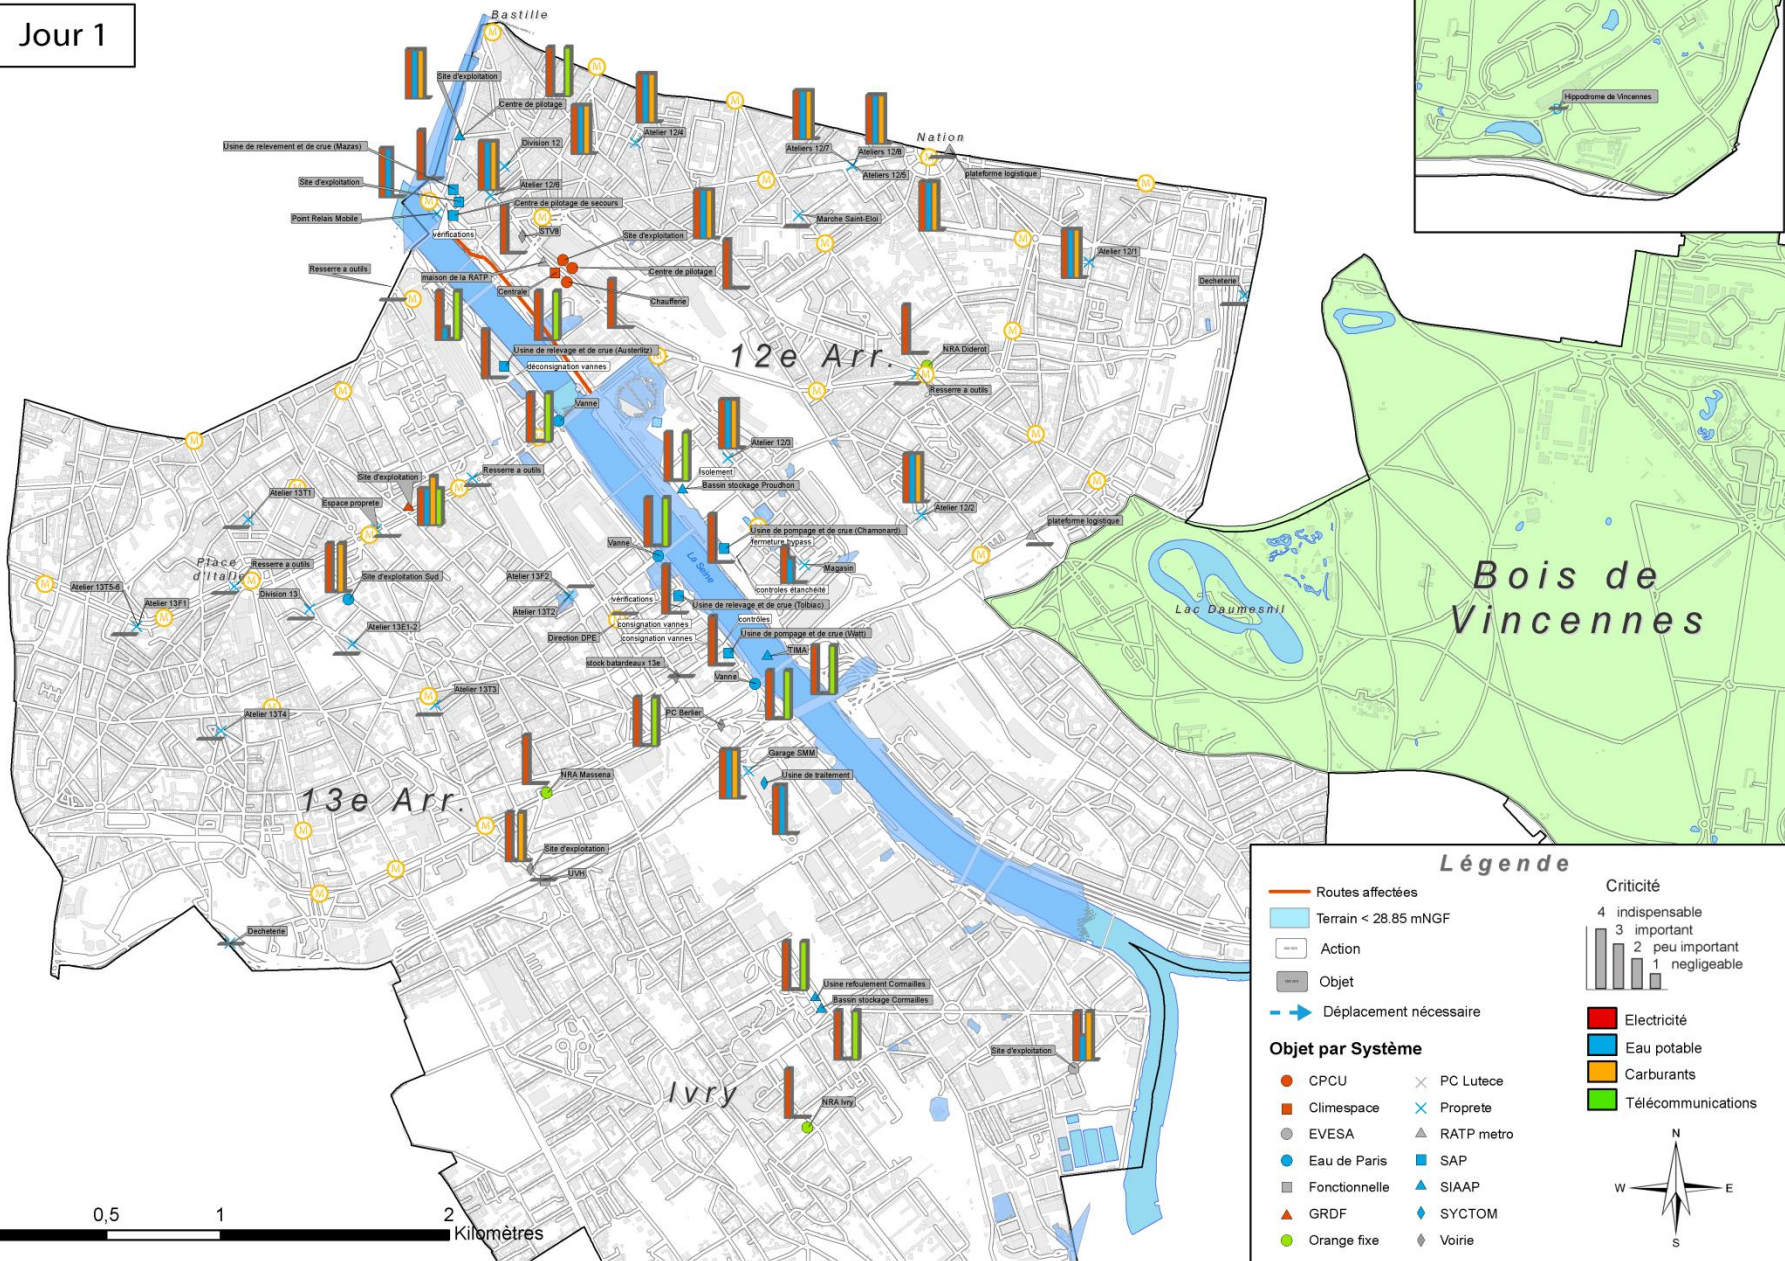 Jour 1
Bastille
Site d'exploitation
Centre de pilotage
Usine de relevement et de crue (Mazas)
Division 12
Atelier 12/4
Ateliers 12/7
Ateliers 12/8
Ateliers 12/5
Nation
plateforme logistique
Hippodrome de Vincennes
Site d'exploitation
Atelier 12/6
Centre de pilotage de secours
Point Relais Mobile
vérifications
STV8
Marche Saint-Eloi
Site d'exploitation
Resserre a outils
maison de la RATP
Centre de pilotage
Centrale
Chaufferie
Atelier 12/1
Decheterie
Usine de relevage et de crue (Austerlitz)
déconsignation vannes
12e Arr.
NRA Diderot
Resserre a outils
Vanne
Atelier 12/3
Isolement
Bassin stockage Proudhon
Site d'exploitation
Resserre a outils
Atelier 13T1
Espace proprete
Atelier 12/2
plateforme logistique
Usine de pompage et de crue (Chamonard)
fermeture bypass
Vanne
La Seine
Magasin
controles étanchéité
Place
d'Italie
Resserre a outils
Site d'exploitation Sud
Division 13
Atelier 13T5-6
Atelier 13F1
Atelier 13E1-2
Atelier 13F2
Atelier 13T2
vérifications
Usine de relevage et de crue (Tolbiac)
consignation vannes
contrôles
Direction DPE
consignation vannes
Usine de pompage et de crue (Watt)
TIMA
stock batardeaux 13e
Vanne
Lac Daumesnil
Bois de
Vincennes
Atelier 13T3
Atelier 13T4
PC Berlier
Garage SMM
Usine de traitement
NRA Massena
13e Arr.
Site d'exploitation
UVH
Decheterie
Usine refoulement Cornailles
Bassin stockage Cormailles
Site d'exploitation
Ivry
NRA Ivry
0,5
1
2
Kilomètres
Légende
Routes affectées
Terrain < 28.85 mNGF
Action
Objet
Déplacement nécessaire
Criticité
4 indispensable
3 important
2 peu important
1 negligeable
Electricité
Eau potable
Carburants
Télécommunications
Objet par Système
CPCU
Climespace
EVESA
Eau de Paris
Fonctionnelle
GRDF
Orange fixe
PC Lutece
Proprete
RATP metro
SAP
SIAAP
SYCTOM
Voirie
N
W
E
S